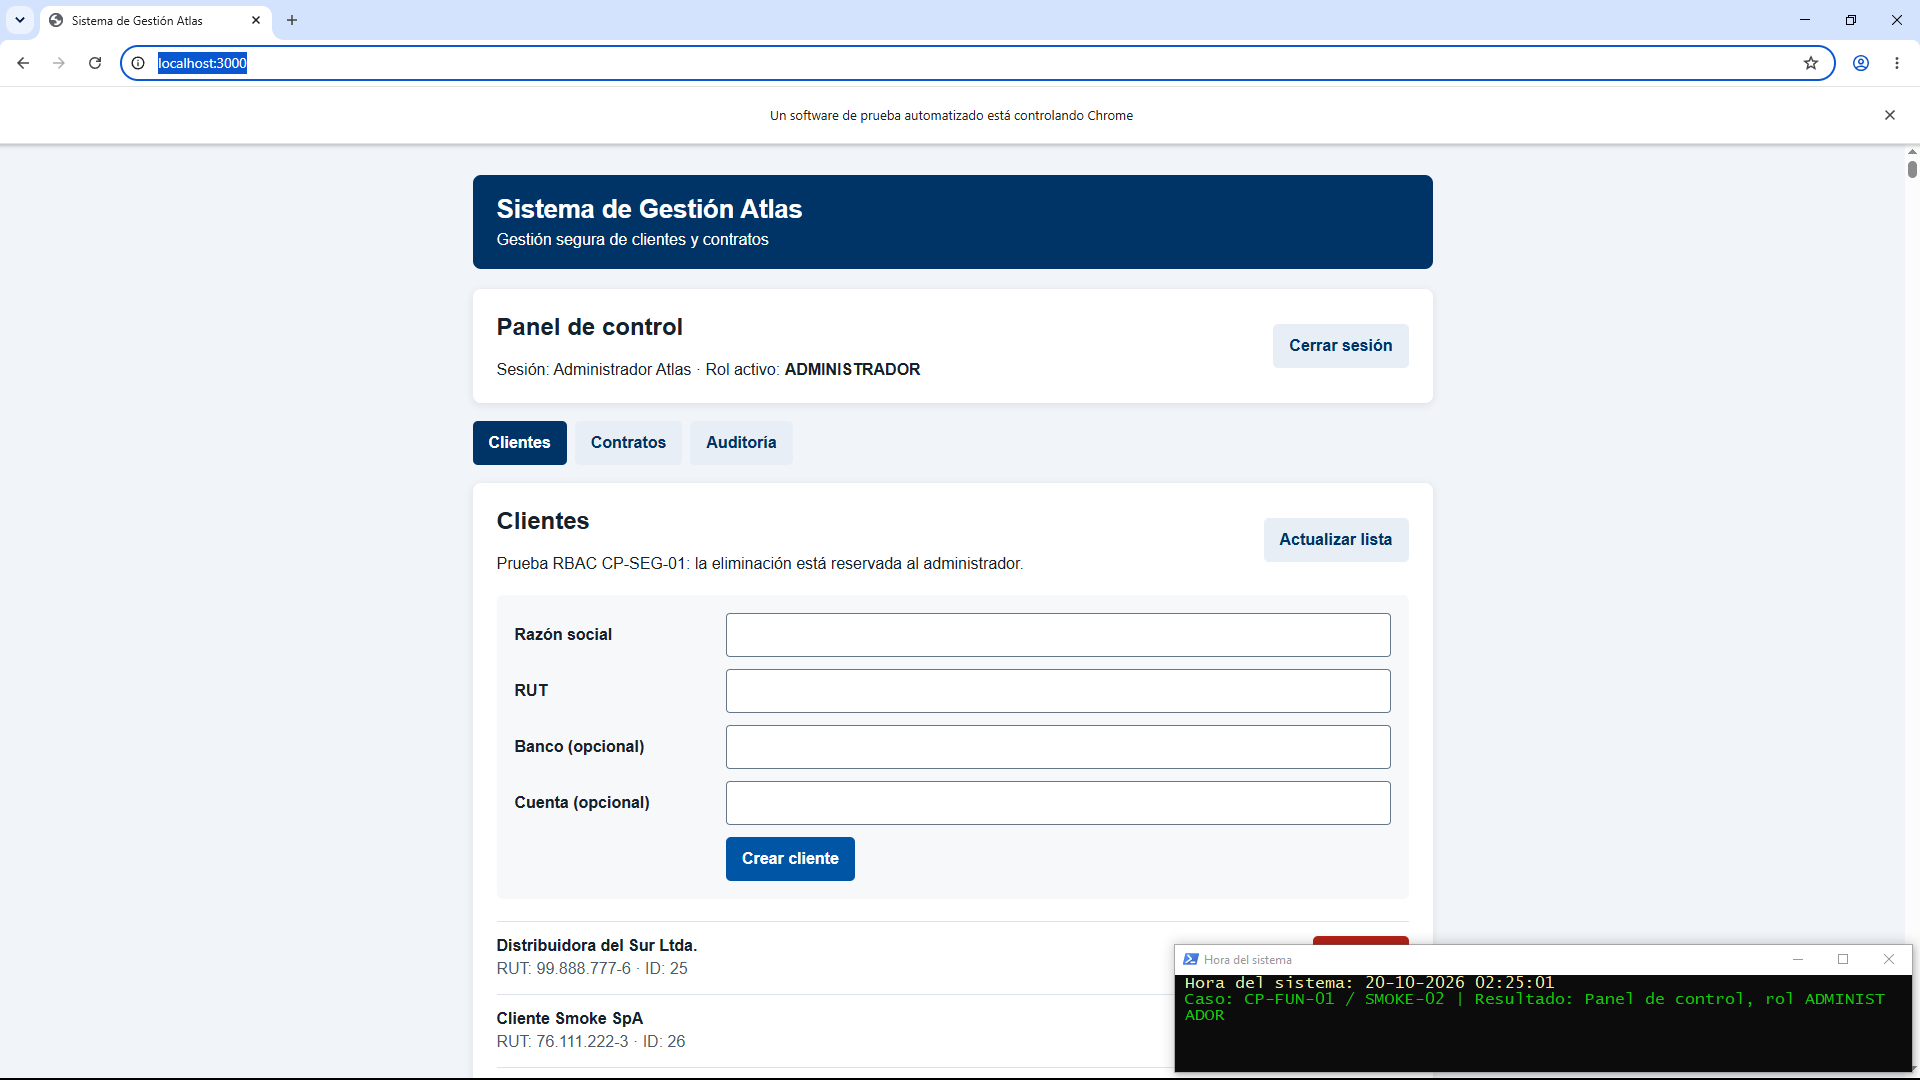 Sistema de Gestión Atlas
localhost:3000
Un software de prueba automatizado está controlando Chrome
Sistema de Gestión Atlas
Gestión segura de clientes y contratos
Panel de control
Sesión: Administrador Atlas · Rol activo: ADMINISTRADOR
Cerrar sesión
Clientes
Contratos
Auditoría
Clientes
Prueba RBAC CP-SEG-01: la eliminación está reservada al administrador.
Actualizar lista
Razón social
RUT
Banco (opcional)
Cuenta (opcional)
Crear cliente
Distribuidora del Sur Ltda.
RUT: 99.888.777-6 · ID: 25
Cliente Smoke SpA
RUT: 76.111.222-3 · ID: 26
Hora del sistema
Hora del sistema: 20-10-2026 02:25:01
Caso: CP-FUN-01 / SMOKE-02 | Resultado: Panel de control, rol ADMINIST
ADOR